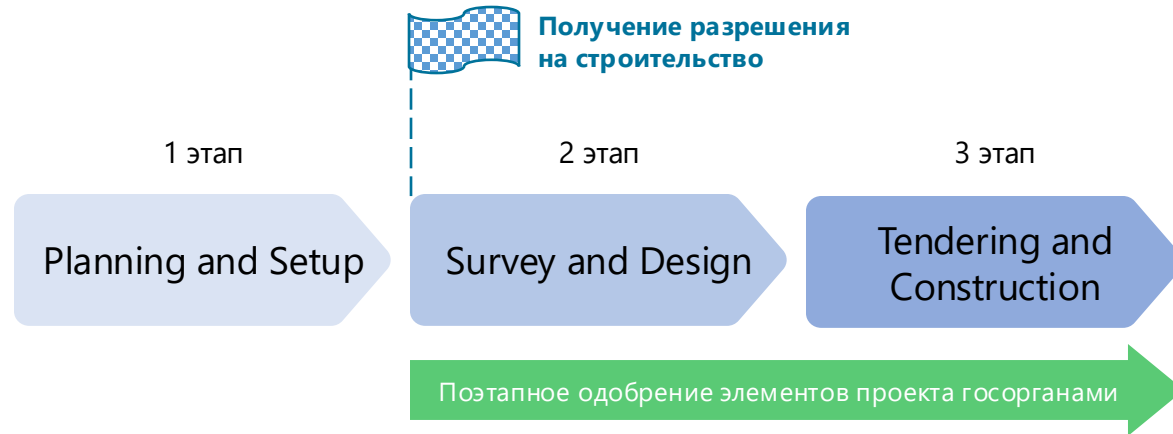 Получение разрешения
на строительство
1 этап
2 этап
3 этап
Planning and Setup
Survey and Design
Tendering and
Construction
Поэтапное одобрение элементов проекта госорганами